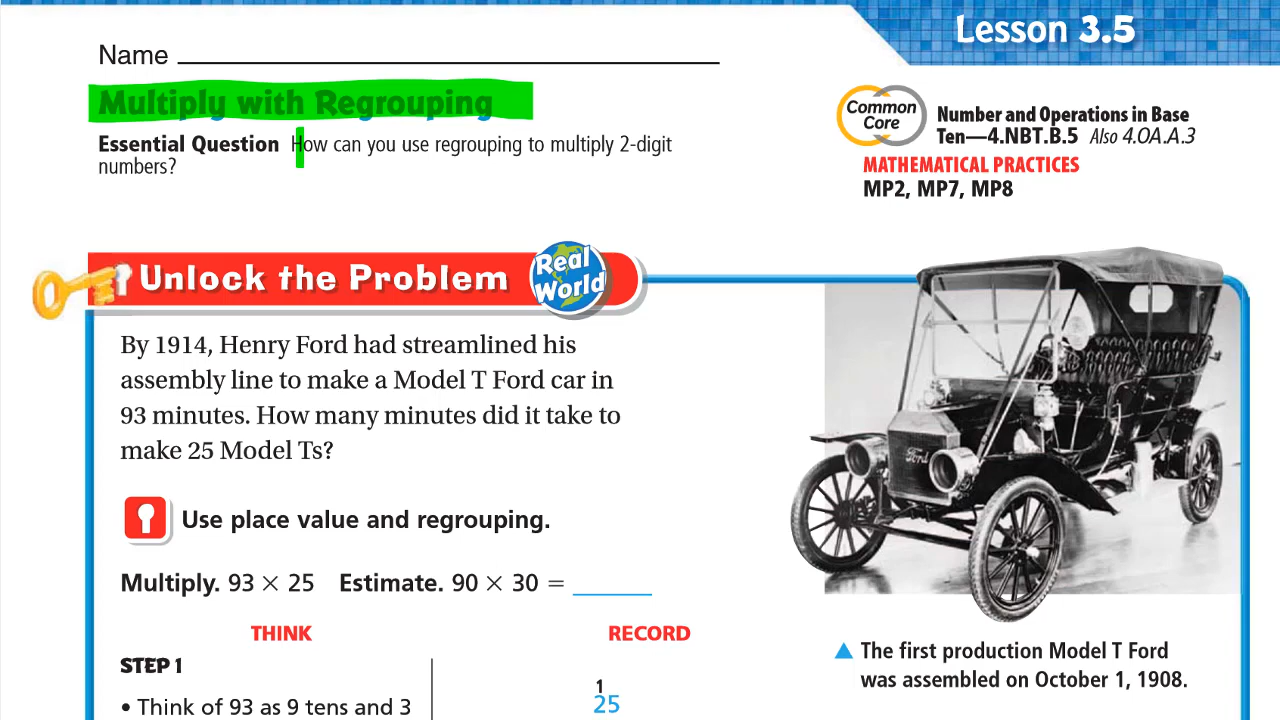 Lesson 3.5
Name
Multiply with Regrouping
Essential Question How can you use regrouping to multiply 2-digit
numbers?
Common
Core
Number and Operations in Base
Ten—4.NBT.B.5 Also 4.OA.A.3
MATHEMATICAL PRACTICES
MP2, MP7, MP8
Unlock the Problem
Real
World
By 1914, Henry Ford had streamlined his
assembly line to make a Model T Ford car in
93 minutes. How many minutes did it take to
make 25 Model Ts?
Ford
Use place value and regrouping.
Multiply. 93 × 25 Estimate. 90 × 30 =
THINK
RECORD
STEP 1
• Think of 93 as 9 tens and 3
1
25
▲ The first production Model T Ford
was assembled on October 1, 1908.